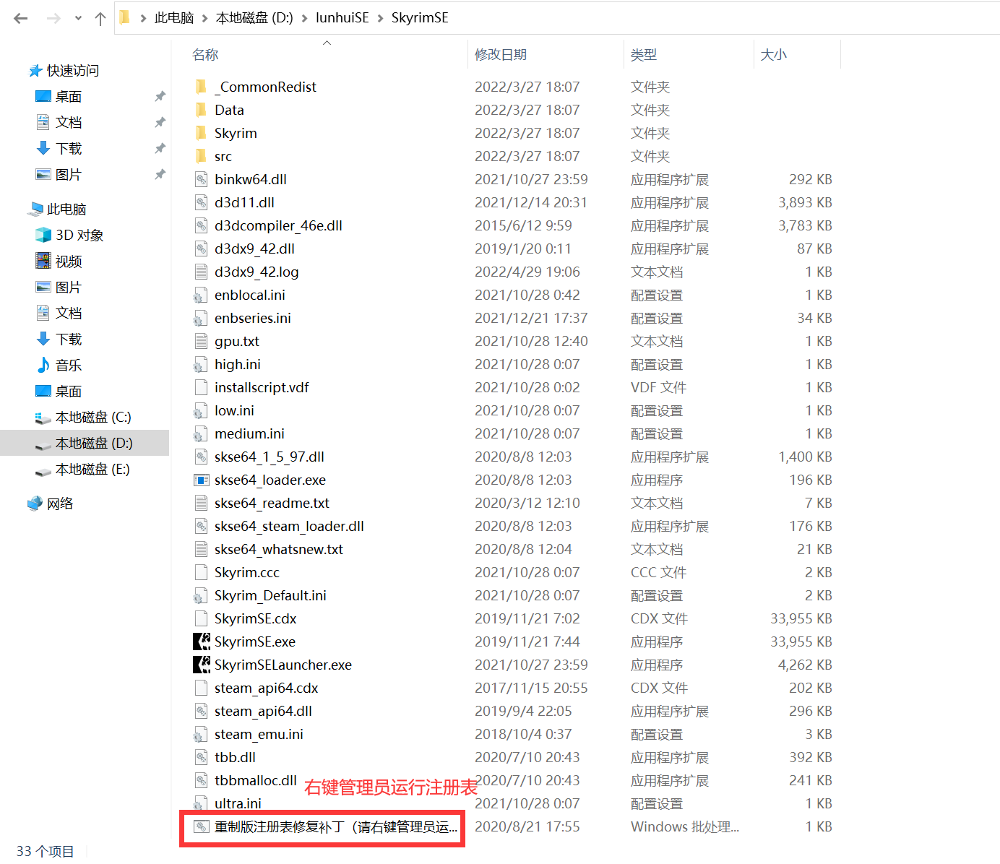 此电脑 本地磁盘 (D:) lunhuiSE SkyrimSE
名称 修改日期 类型 大小
快速访问
桌面
文档
下载
图片
此电脑
3D 对象
视频
图片
文档
下载
音乐
桌面
本地磁盘 (C:)
本地磁盘 (D:)
本地磁盘 (E:)
网络
_CommonRedist 2022/3/27 18:07 文件夹
Data 2022/3/27 18:07 文件夹
Skyrim 2022/3/27 18:07 文件夹
src 2022/3/27 18:07 文件夹
binkw64.dll 2021/10/27 23:59 应用程序扩展 292 KB
d3d11.dll 2021/12/14 20:31 应用程序扩展 3,893 KB
d3dcompiler_46e.dll 2015/6/12 9:59 应用程序扩展 3,783 KB
d3dx9_42.dll 2019/1/20 0:11 应用程序扩展 87 KB
d3dx9_42.log 2022/4/29 19:06 文本文档 1 KB
enblocal.ini 2021/10/28 0:42 配置设置 1 KB
enbseries.ini 2021/12/21 17:37 配置设置 34 KB
gpu.txt 2021/10/28 12:40 文本文档 1 KB
high.ini 2021/10/28 0:07 配置设置 1 KB
installscript.vdf 2021/10/28 0:02 VDF 文件 1 KB
low.ini 2021/10/28 0:07 配置设置 1 KB
medium.ini 2021/10/28 0:07 配置设置 1 KB
skse64_1_5_97.dll 2020/8/8 12:03 应用程序扩展 1,400 KB
skse64_loader.exe 2020/8/8 12:03 应用程序 196 KB
skse64_readme.txt 2020/3/12 12:10 文本文档 7 KB
skse64_steam_loader.dll 2020/8/8 12:03 应用程序扩展 176 KB
skse64_whatsnew.txt 2020/8/8 12:04 文本文档 21 KB
Skyrim.ccc 2021/10/28 0:07 CCC 文件 2 KB
Skyrim_Default.ini 2021/10/28 0:07 配置设置 2 KB
SkyrimSE.cdx 2019/11/21 7:02 CDX 文件 33,955 KB
SkyrimSE.exe 2019/11/21 7:44 应用程序 33,955 KB
SkyrimSELauncher.exe 2021/10/27 23:59 应用程序 4,262 KB
steam_api64.cdx 2017/11/15 20:55 CDX 文件 202 KB
steam_api64.dll 2019/9/4 22:05 应用程序扩展 296 KB
steam_emu.ini 2018/10/4 0:37 配置设置 3 KB
tbb.dll 2020/7/10 20:43 应用程序扩展 392 KB
tbbmalloc.dll 2020/7/10 20:43 应用程序扩展 241 KB
右键管理员运行注册表
ultra.ini 2021/10/28 0:07 配置设置 1 KB
重制版注册表修复补丁（请右键管理员运... 2020/8/21 17:55 Windows 批处理... 1 KB
33 个项目